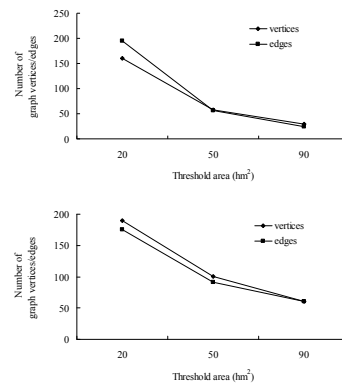 Number of
graph vertices/edges
250
200
150
100
50
0
vertices
edges
20 50 90
Threshold area (hm²)
Number of
graph vertices/edges
200
150
100
50
0
vertices
edges
20 50 90
Threshold area (hm²)